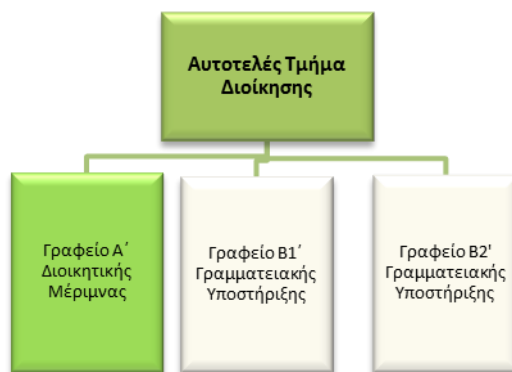 Αυτοτελές Τμήμα
Διοίκησης
Γραφείο Α΄
Διοικητικής
Μέριμνας
Γραφείο Β1΄
Γραμματειακής
Υποστήριξης
Γραφείο Β2'
Γραμματειακής
Υποστήριξης